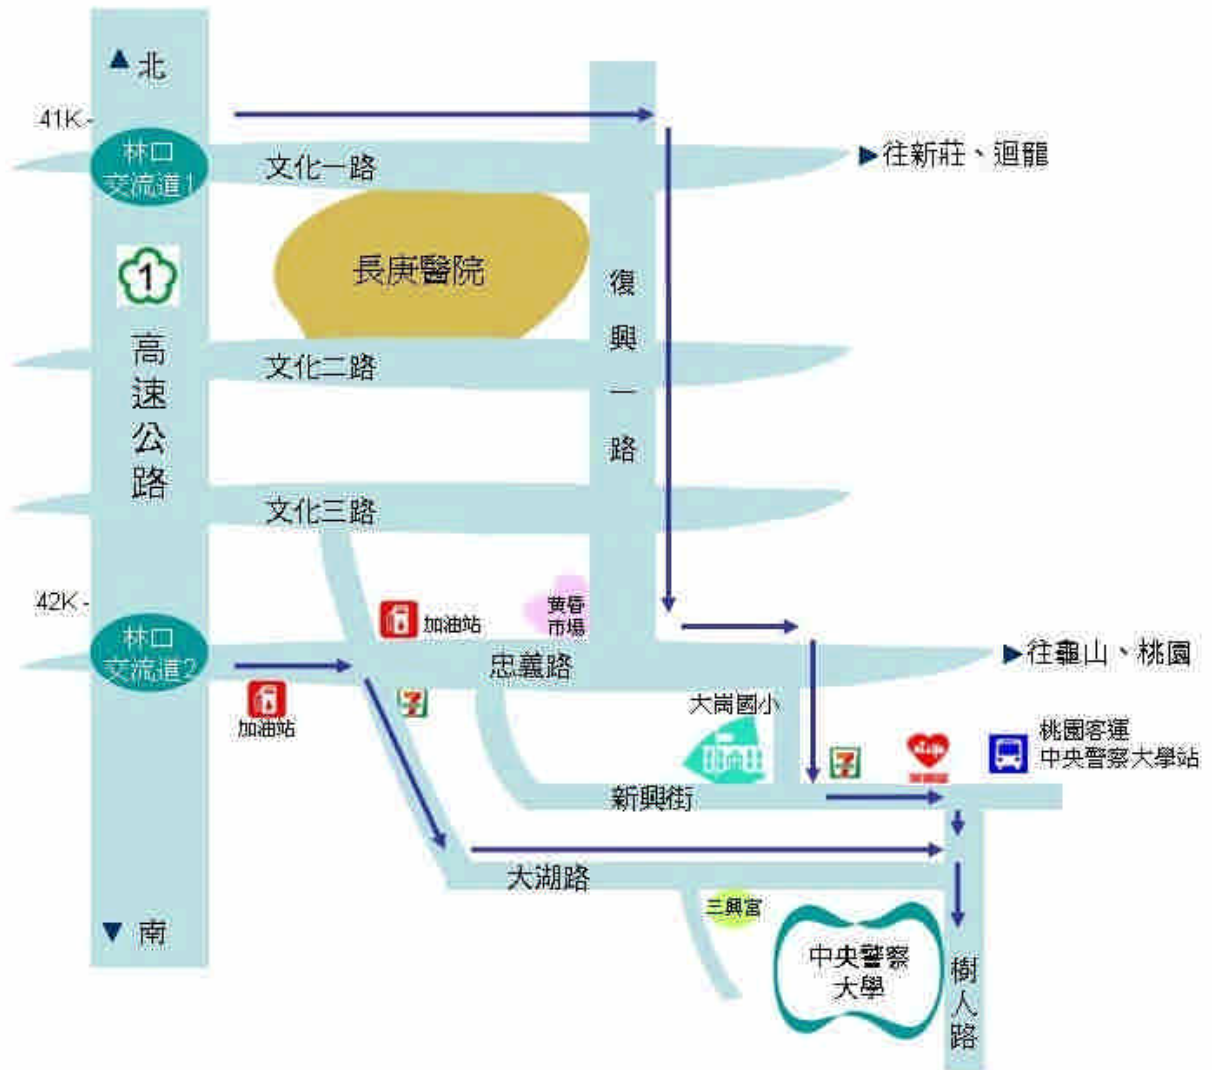 北
41K
林口
交流道1
文化一路
往新莊、迴龍
1
長庚醫院
復興一路
高速公路
文化二路
文化三路
42K
林口
交流道2
加油站
黃昏
市場
忠義路
往龜山、桃園
加油站
7
大崗國小
7
桃園客運
中央警察大學站
新興街
大湖路
三興宮
南
中央警察
大學
樹人路